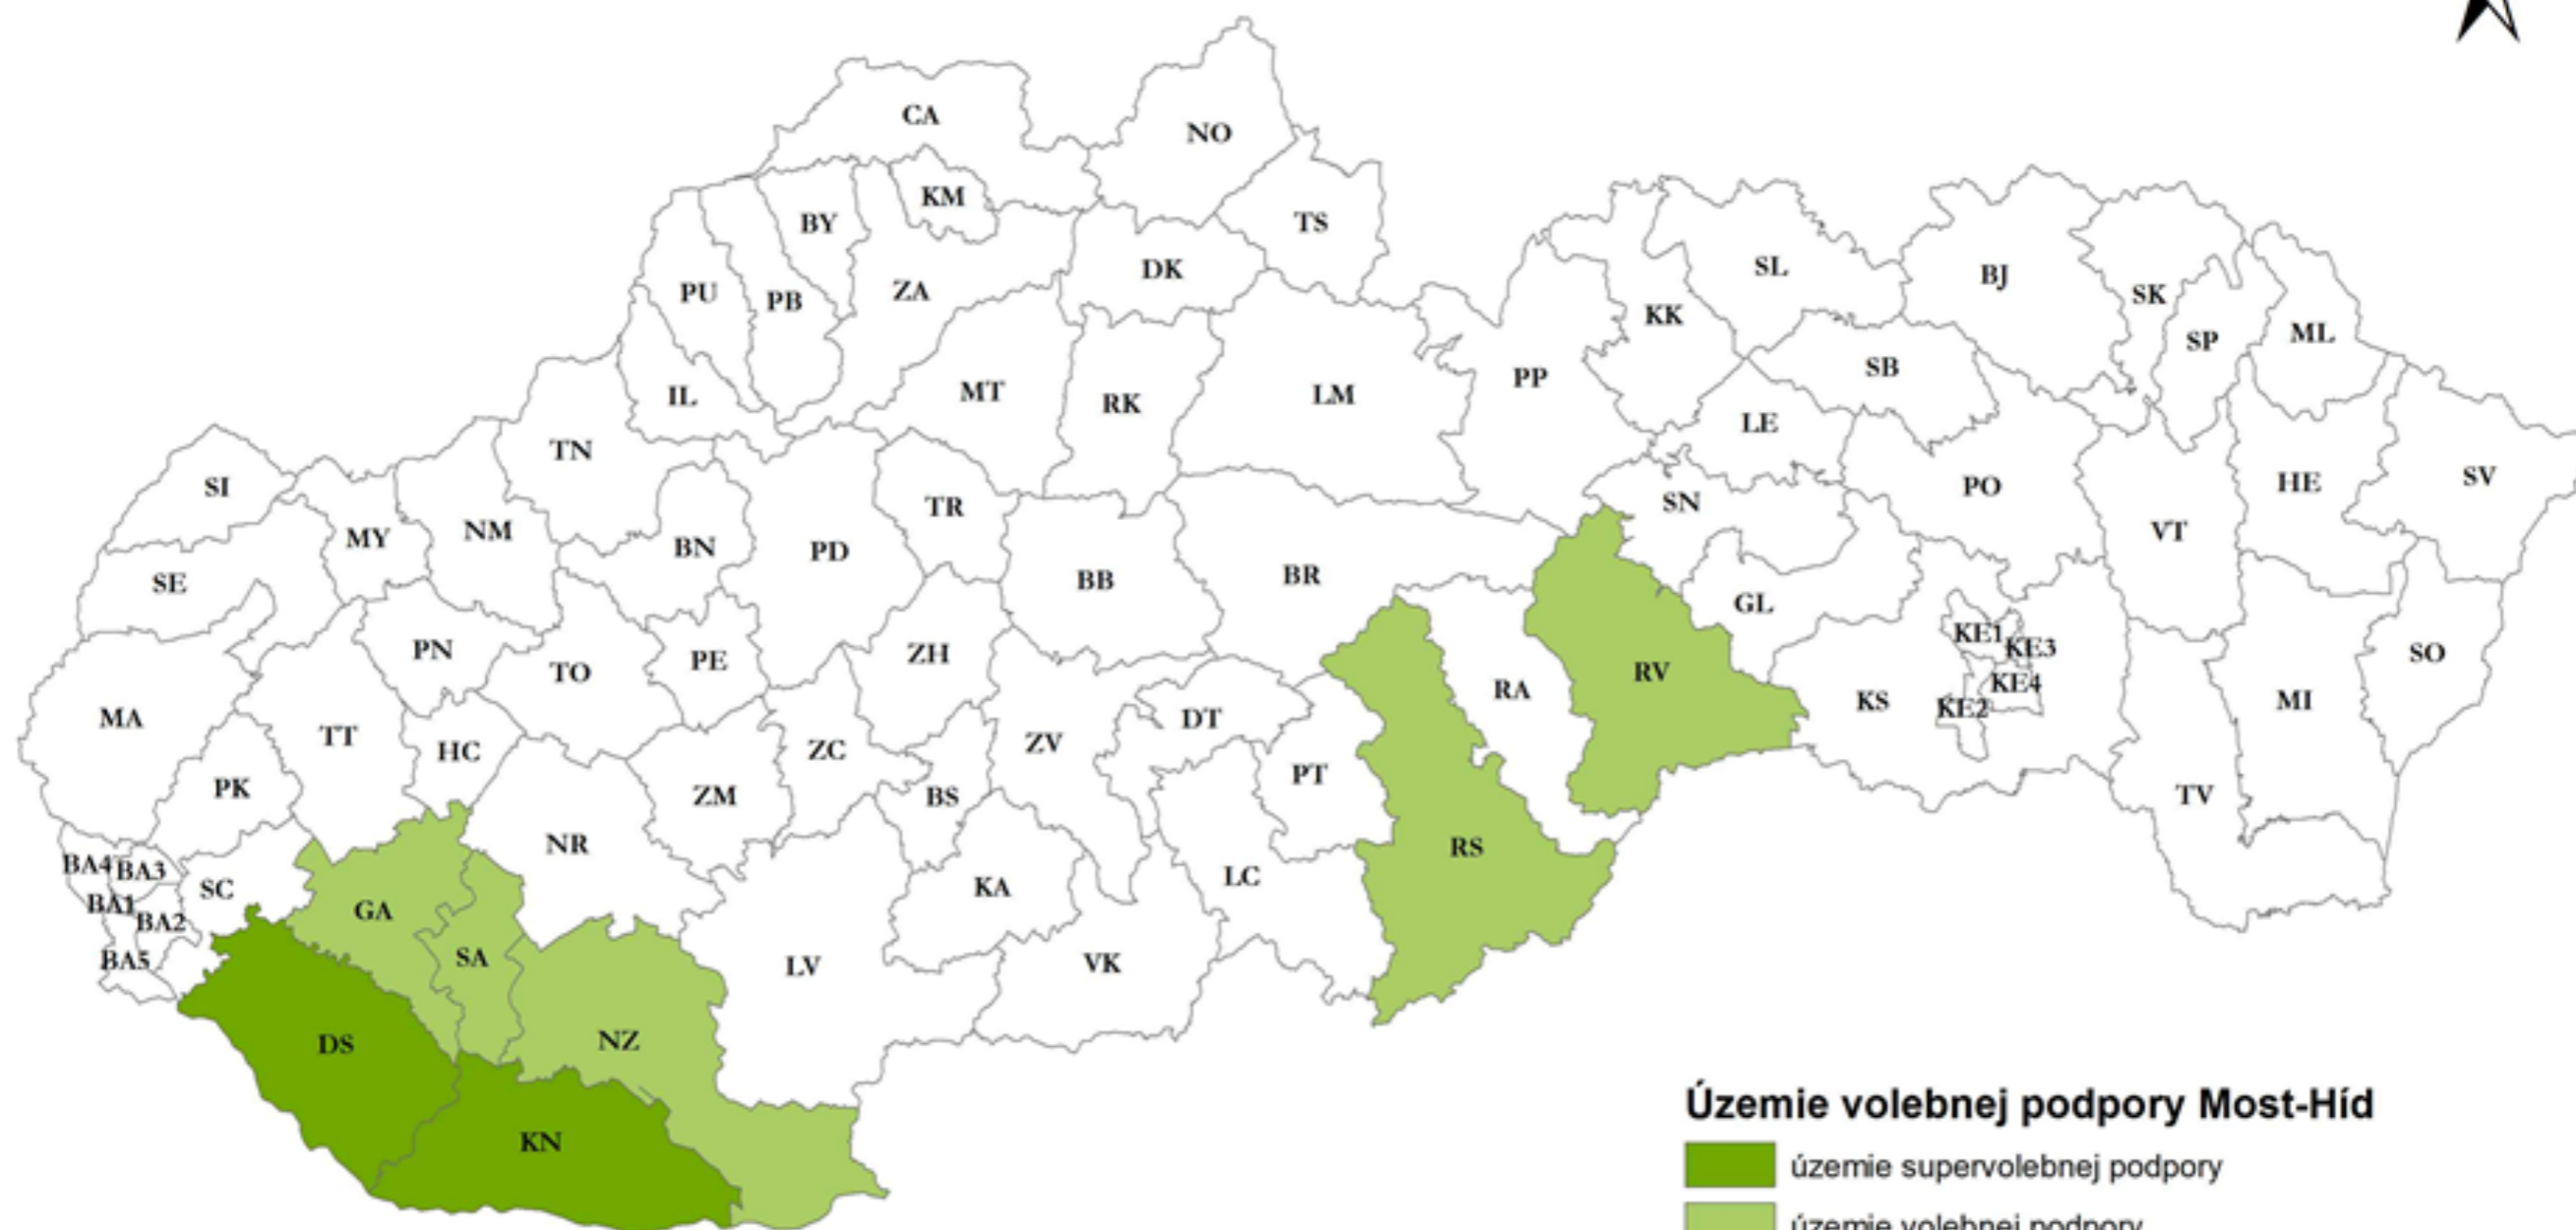 CA
NO
KM
BY
TS
DK
SL
BJ
PU
PB
ZA
SK
KK
SP
ML
IL
MT
RK
LM
PP
SB
LE
TN
SI
TR
SN
PO
HE
SV
MY
NM
BN
PD
VT
SE
BB
BR
GL
PN
TO
PE
ZH
RV
KE1
KE3
SO
MA
TT
HC
ZC
ZV
DT
RA
KS
KE4
KE2
MI
PK
NR
ZM
BS
PT
TV
BA4
BA3
SC
BA1
BA2
BA5
GA
SA
KA
LC
RS
LV
VK
DS
NZ
KN
Územie volebnej podpory Most-Híd
územie supervolebnej podpory
územie volebnej podpory